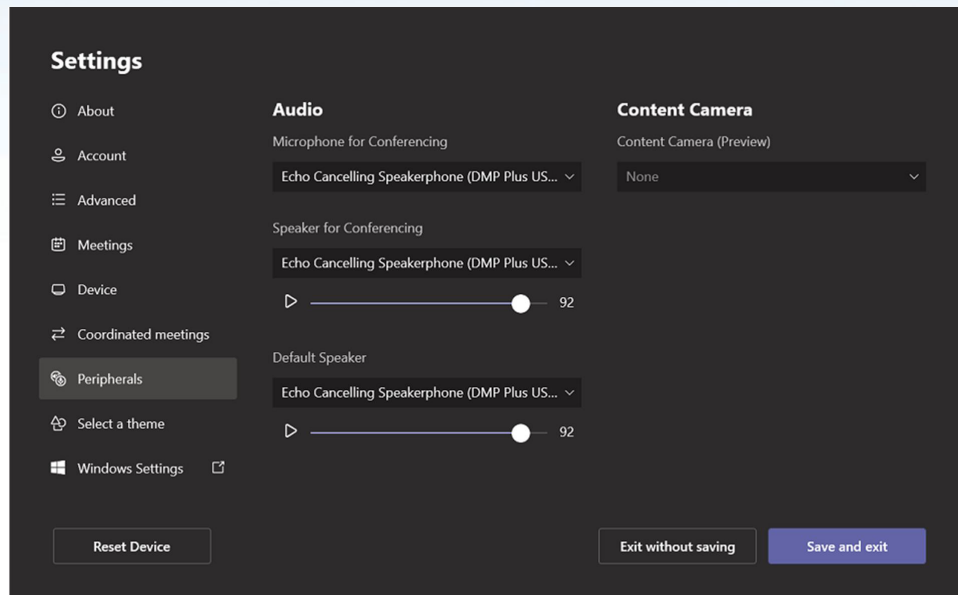 Settings
About
Account
Advanced
Meetings
Device
Coordinated meetings
Peripherals
Select a theme
Windows Settings
Audio
Microphone for Conferencing
Echo Cancelling Speakerphone (DMP Plus US...
Speaker for Conferencing
Echo Cancelling Speakerphone (DMP Plus US...
92
Default Speaker
Echo Cancelling Speakerphone (DMP Plus US...
92
Content Camera
Content Camera (Preview)
None
Reset Device
Exit without saving
Save and exit